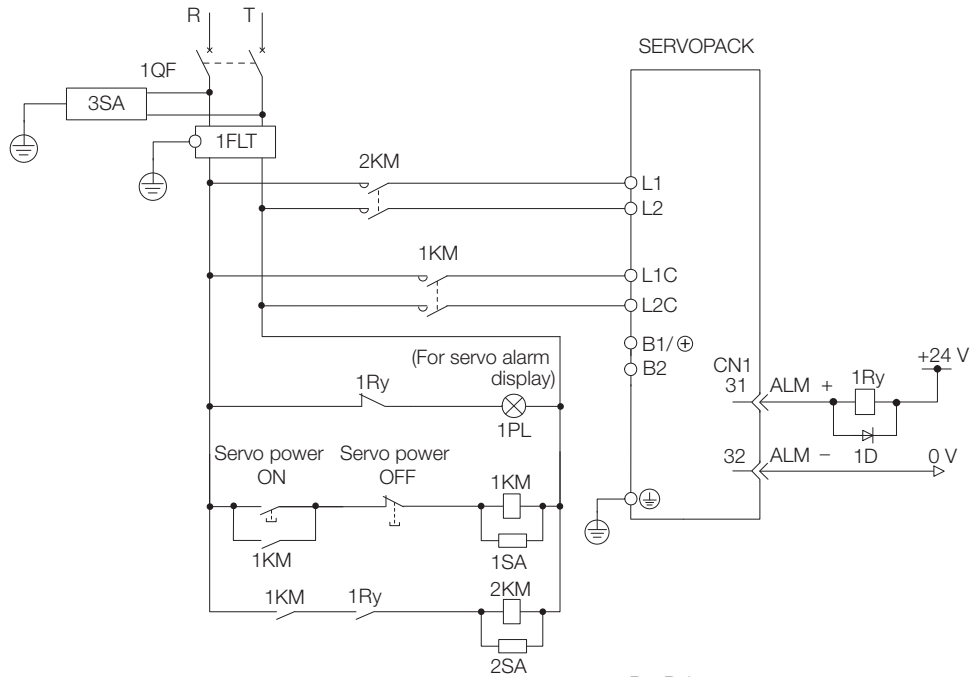 R T
SERVOPACK
1QF
3SA
1FLT
2KM
L1
L2
1KM
L1C
L2C
B1/⊕
B2
(For servo alarm
display)
CN1
+24 V
1Ry
1PL
31 ALM +
1Ry
1D
32 ALM −
0 V
Servo power
ON
Servo power
OFF
1KM
1KM
1SA
1KM
1Ry
2KM
2SA